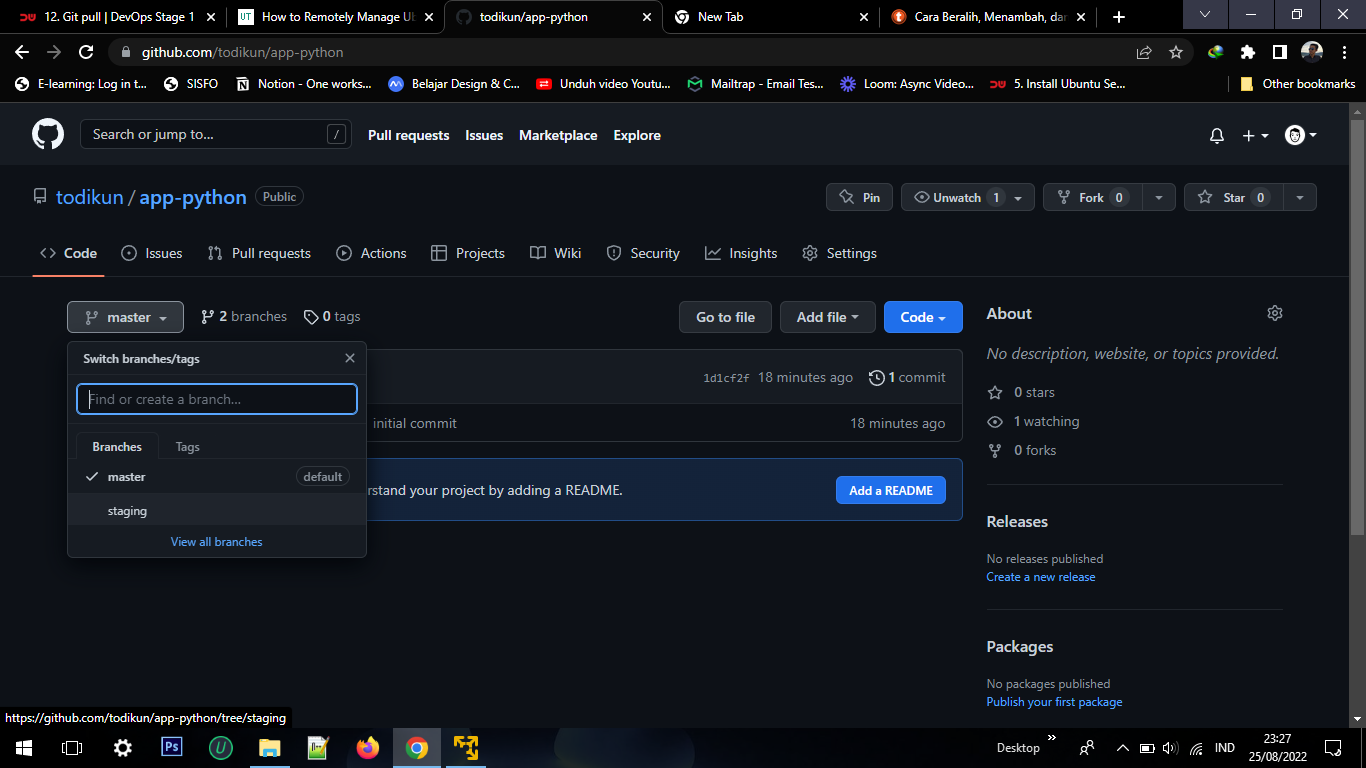 12. Git pull | DevOps Stage 1
How to Remotely Manage UE
todikun/app-python
New Tab
Cara Beralih, Menambah, dan
github.com/todikun/app-python
E-learning: Log in t...
SISFO
Notion - One works...
Belajar Design & C...
Unduh video Youtu...
Mailtrap - Email Tes...
Loom: Async Video...
5. Install Ubuntu Se...
Other bookmarks
Search or jump to...
/
Pull requests
Issues
Marketplace
Explore
todikun / app-python
Public
Pin
Unwatch 1
Fork 0
Star 0
Code
Issues
Pull requests
Actions
Projects
Wiki
Security
Insights
Settings
master
2 branches
0 tags
Go to file
Add file
Code
Switch branches/tags
Find or create a branch...
Branches
Tags
master
default
staging
View all branches
1d1cf2f 18 minutes ago
1 commit
initial commit
18 minutes ago
rstand your project by adding a README.
Add a README
About
No description, website, or topics provided.
0 stars
1 watching
0 forks
Releases
No releases published
Create a new release
Packages
No packages published
Publish your first package
https://github.com/todikun/app-python/tree/staging
Ps
Desktop
IND
23:27
25/08/2022